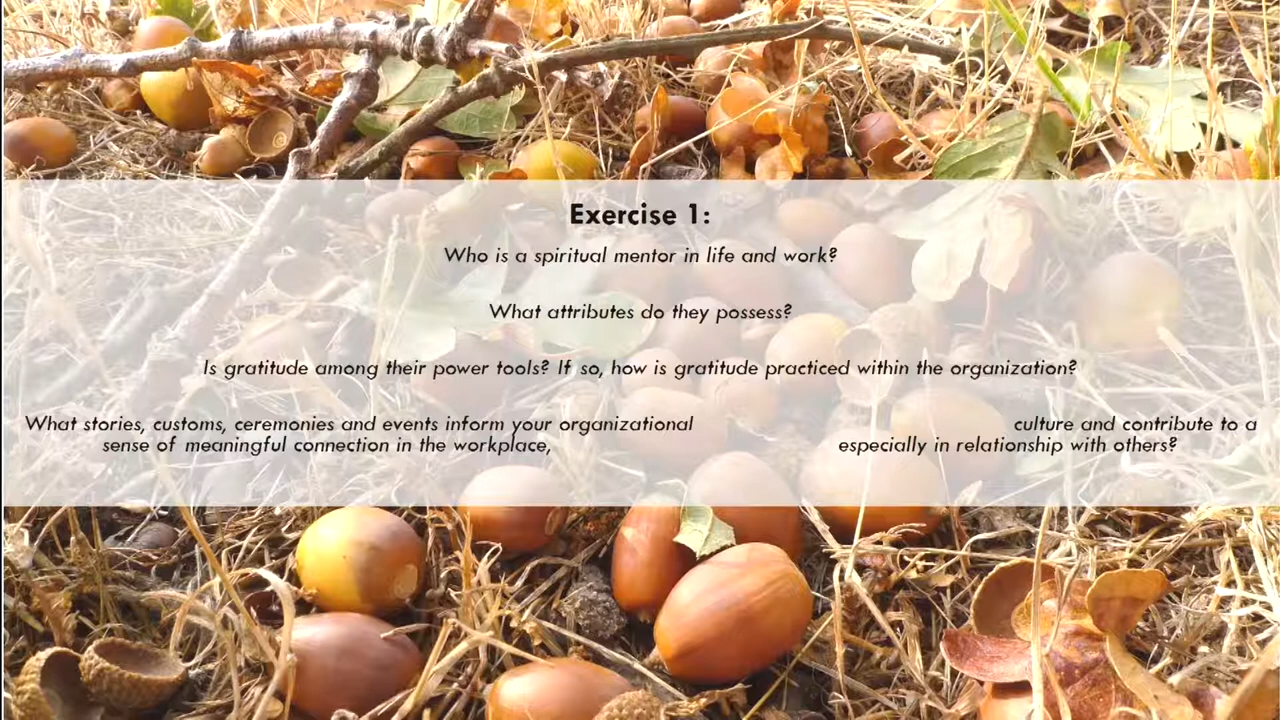 Exercise 1:
Who is a spiritual mentor in life and work?
What attributes do they possess?
Is gratitude among their power tools? If so, how is gratitude practiced within the organization?
What stories, customs, ceremonies and events inform your organizational culture and contribute to a
sense of meaningful connection in the workplace, especially in relationship with others?